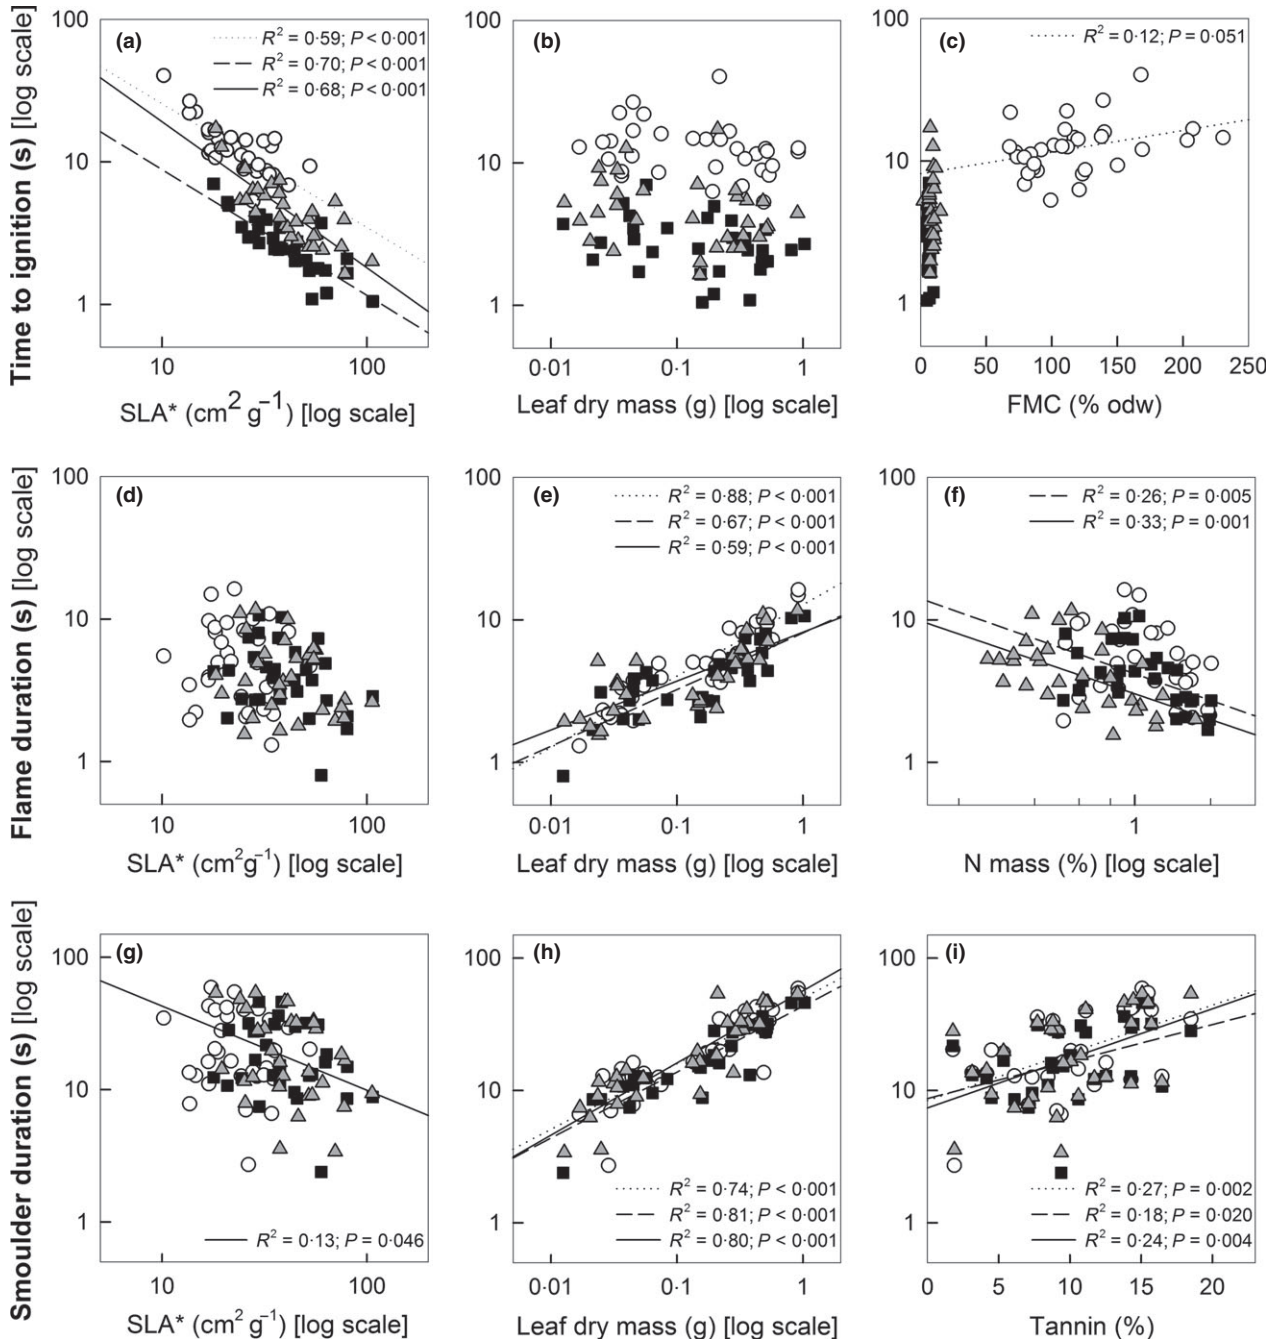 Time to ignition (s) [log scale]
100
10
1
(a)
R² = 0·59; P < 0·001
R² = 0·70; P < 0·001
R² = 0·68; P < 0·001
10 100
SLA* (cm² g⁻¹) [log scale]
100
10
1
(b)
0·01 0·1 1
Leaf dry mass (g) [log scale]
100
10
1
(c)
R² = 0·12; P = 0·051
0 50 100 150 200 250
FMC (% odw)
Flame duration (s) [log scale]
100
10
1
(d)
10 100
SLA* (cm²g⁻¹) [log scale]
100
10
1
(e)
R² = 0·88; P < 0·001
R² = 0·67; P < 0·001
R² = 0·59; P < 0·001
0·01 0·1 1
Leaf dry mass (g) [log scale]
100
10
1
(f)
R² = 0·26; P = 0·005
R² = 0·33; P = 0·001
1
N mass (%) [log scale]
Smoulder duration (s) [log scale]
100
10
1
(g)
R² = 0·13; P = 0·046
10 100
SLA* (cm² g⁻¹) [log scale]
100
10
1
(h)
R² = 0·74; P < 0·001
R² = 0·81; P < 0·001
R² = 0·80; P < 0·001
0·01 0·1 1
Leaf dry mass (g) [log scale]
100
10
1
(i)
R² = 0·27; P = 0·002
R² = 0·18; P = 0·020
R² = 0·24; P = 0·004
0 5 10 15 20
Tannin (%)